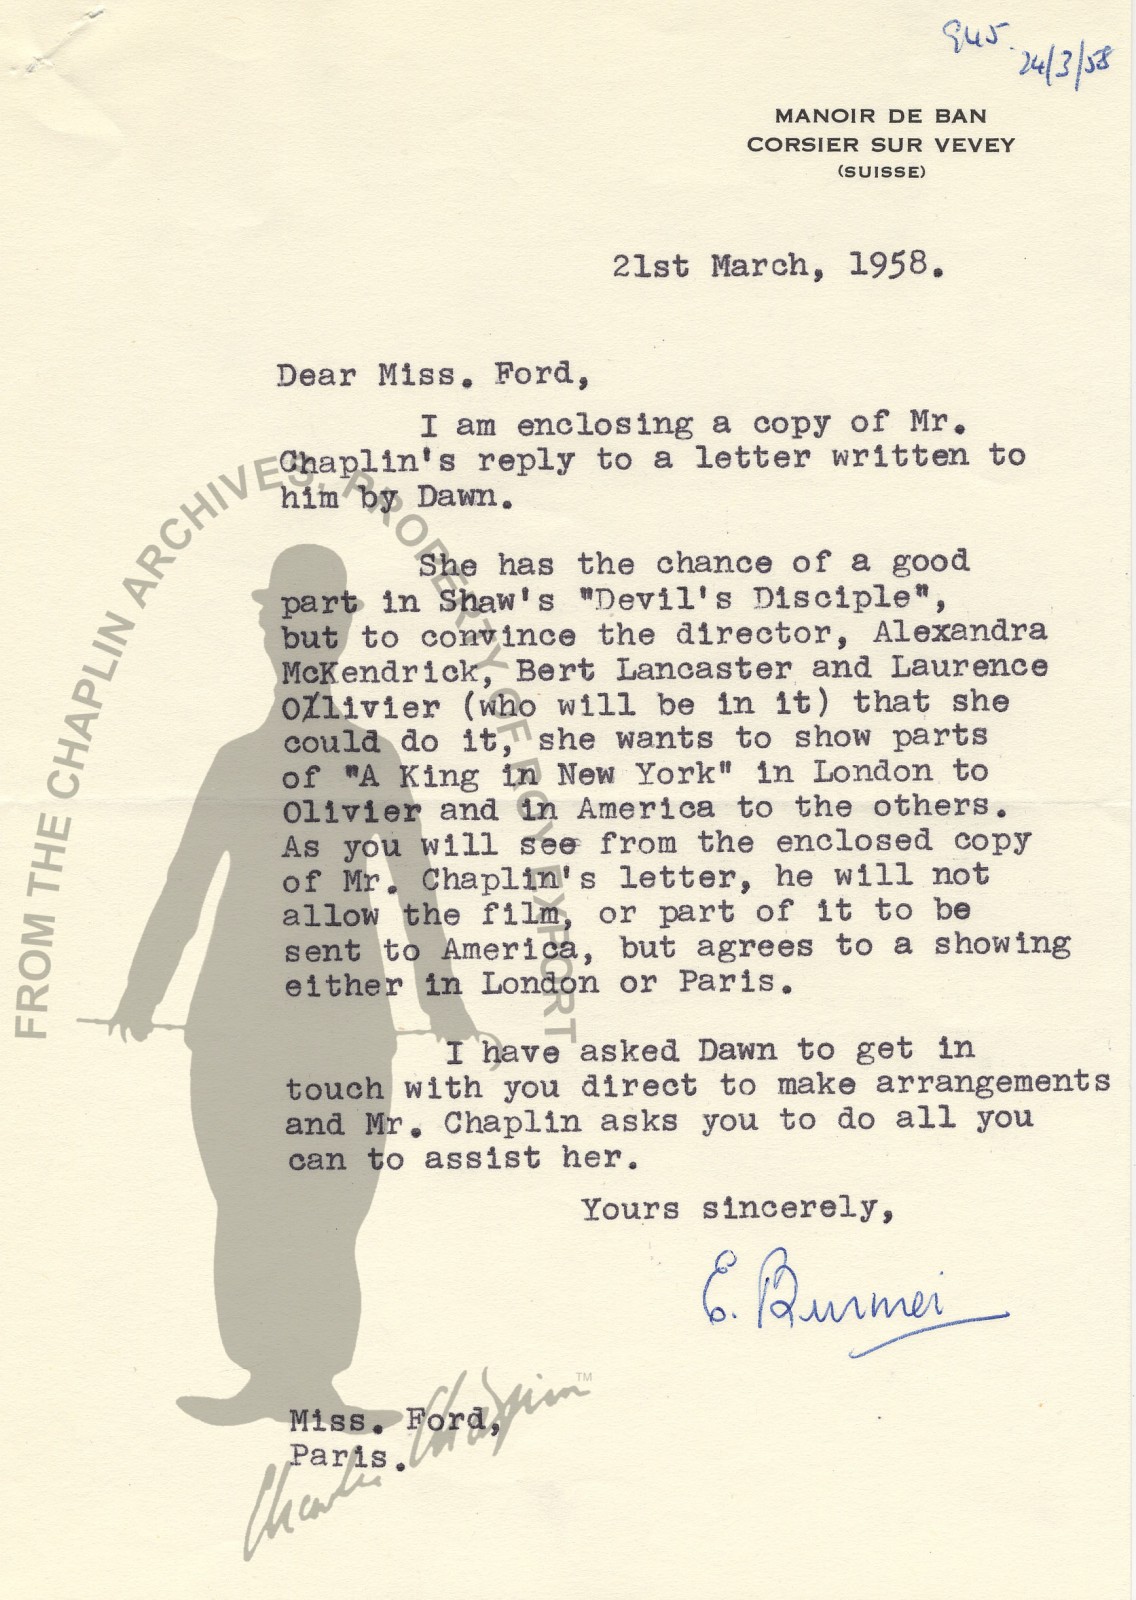 945.
24/3/58
MANOIR DE BAN
CORSIER SUR VEVEY
(SUISSE)
21st March, 1958.
Dear Miss. Ford,
I am enclosing a copy of Mr.
Chaplin's reply to a letter written to
him by Dawn.
She has the chance of a good
part in Shaw's "Devil's Disciple",
but to convince the director, Alexandra
McKendrick, Bert Lancaster and Laurence
Ollivier (who will be in it) that she
could do it, she wants to show parts
of "A King in New York" in London to
Olivier and in America to the others.
As you will see from the enclosed copy
of Mr. Chaplin's letter, he will not
allow the film, or part of it to be
sent to America, but agrees to a showing
either in London or Paris.
I have asked Dawn to get in
touch with you direct to make arrangements
and Mr. Chaplin asks you to do all you
can to assist her.
Yours sincerely,
E.
Miss. Ford,
Paris.
FROM THE CHAPLIN ARCHIVES, PROPERTY OF ROY EXPORT
Charlie Chaplin™